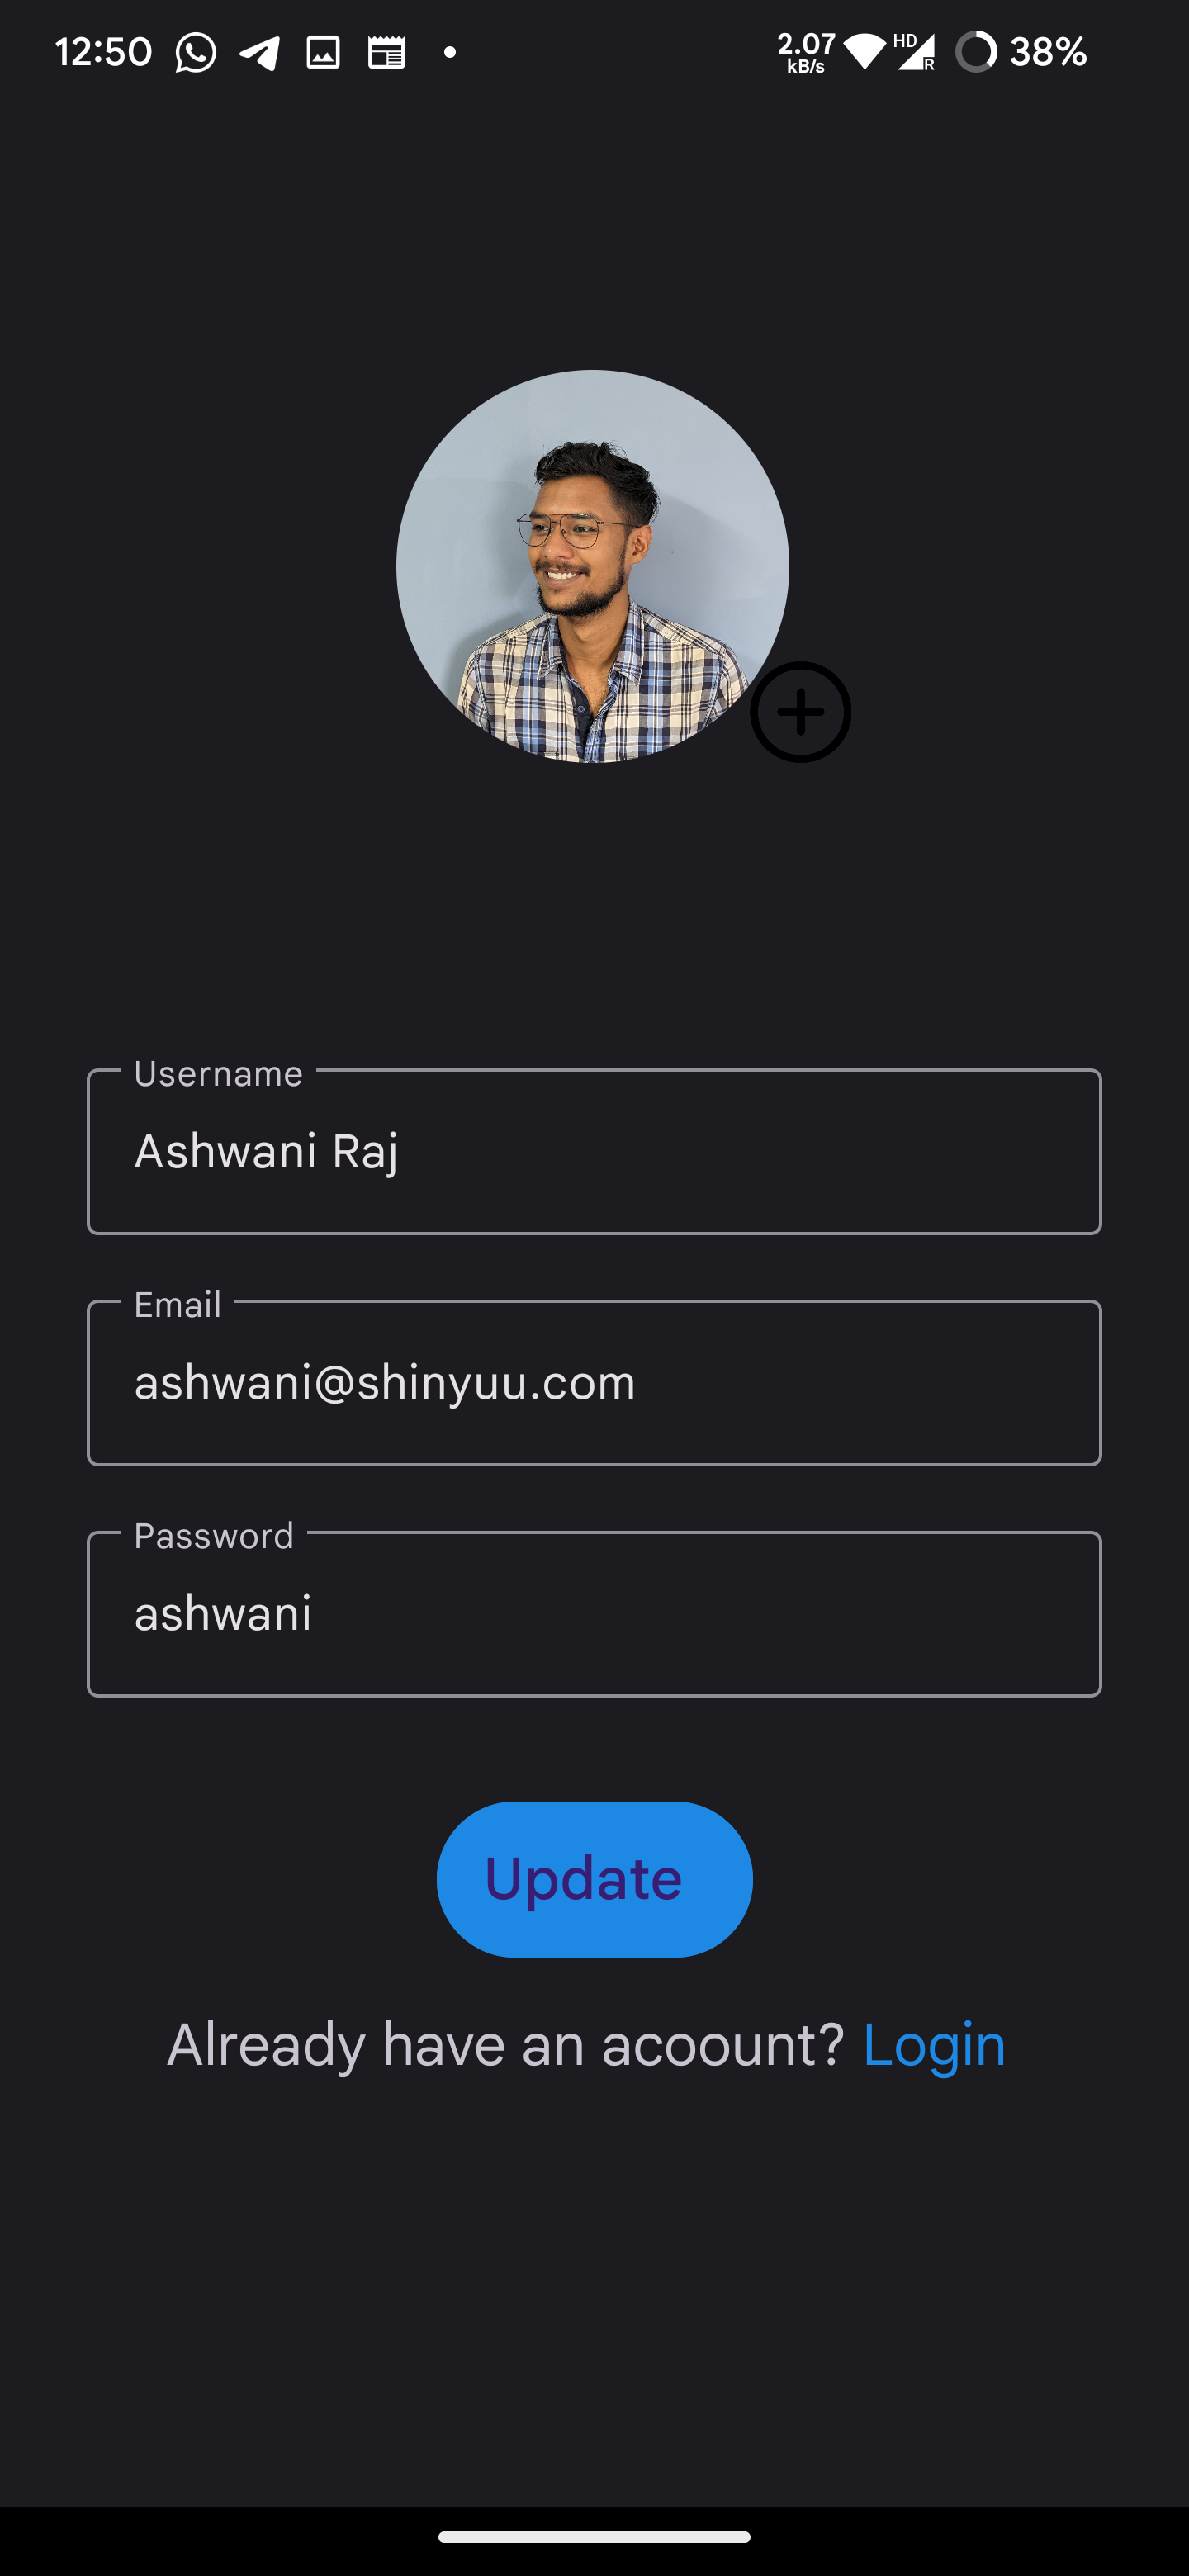 12:50 2.07 kB/s HD R 38%
Username
Ashwani Raj
Email
ashwani@shinyuu.com
Password
ashwani
Update
Already have an acoount? Login